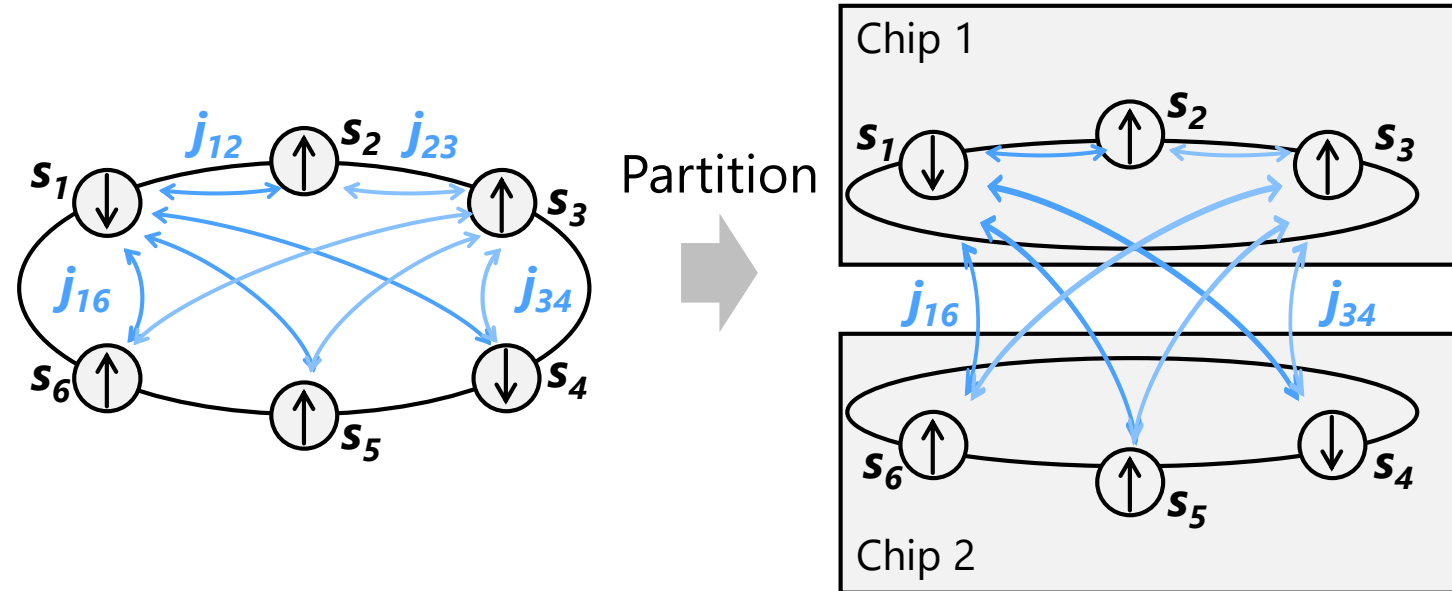 j12
s2
j23
s1
s3
j16
j34
s6
s4
s5
Partition
Chip 1
s1
s2
s3
j16
j34
s6
s5
s4
Chip 2